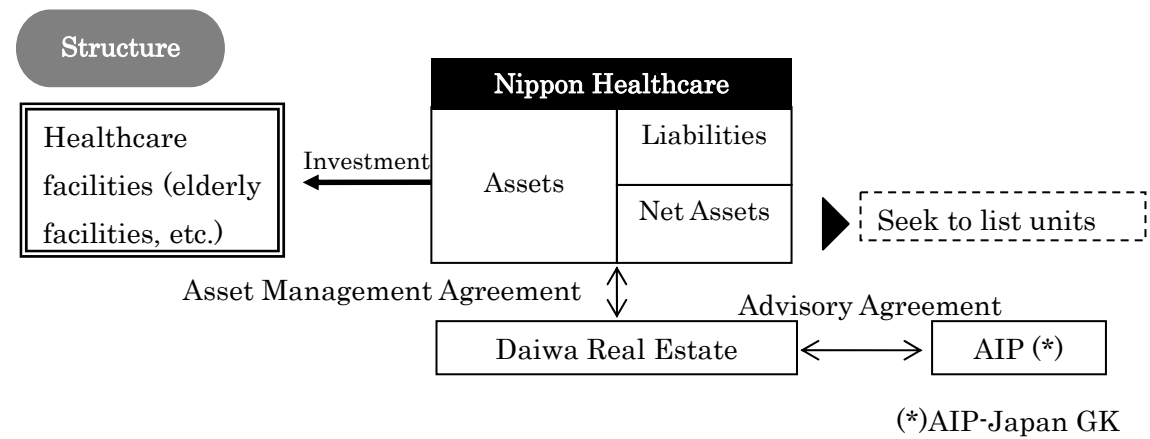 Structure
Nippon Healthcare
Healthcare
facilities (elderly
facilities, etc.)
Investment
Assets
Liabilities
Net Assets
Seek to list units
Asset Management Agreement
Advisory Agreement
Daiwa Real Estate
AIP (*)
(*)AIP-Japan GK